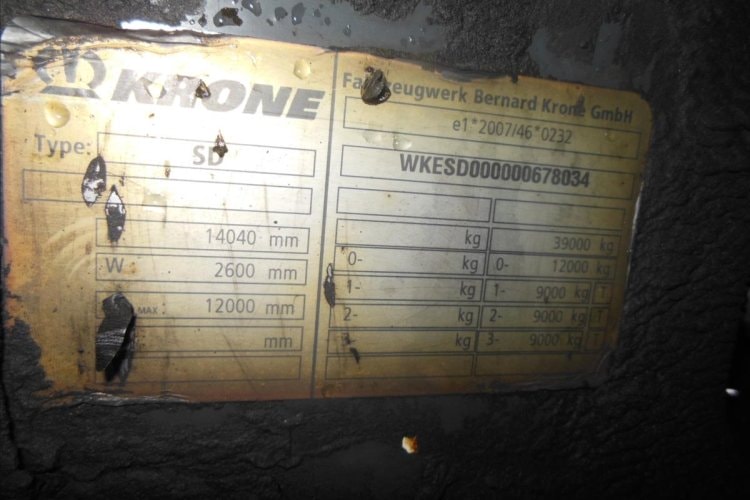 KRONE
Type: SD
14040 mm
W 2600 mm
MAX. 12000 mm
mm
Bernard Krone GmbH
e1*2007/46*0232
WKESD000000678034
kg 39000 kg
0- kg 0- 12000 kg
1- kg 1- 9000 kg T
2- kg 2- 9000 kg T
kg 3- 9000 kg T